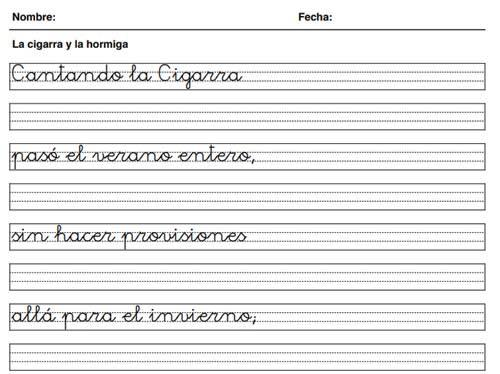 Nombre: Fecha:
La cigarra y la hormiga
Cantando la Cigarra
pasó el verano entero,
sin hacer provisiones
allá para el invierno;